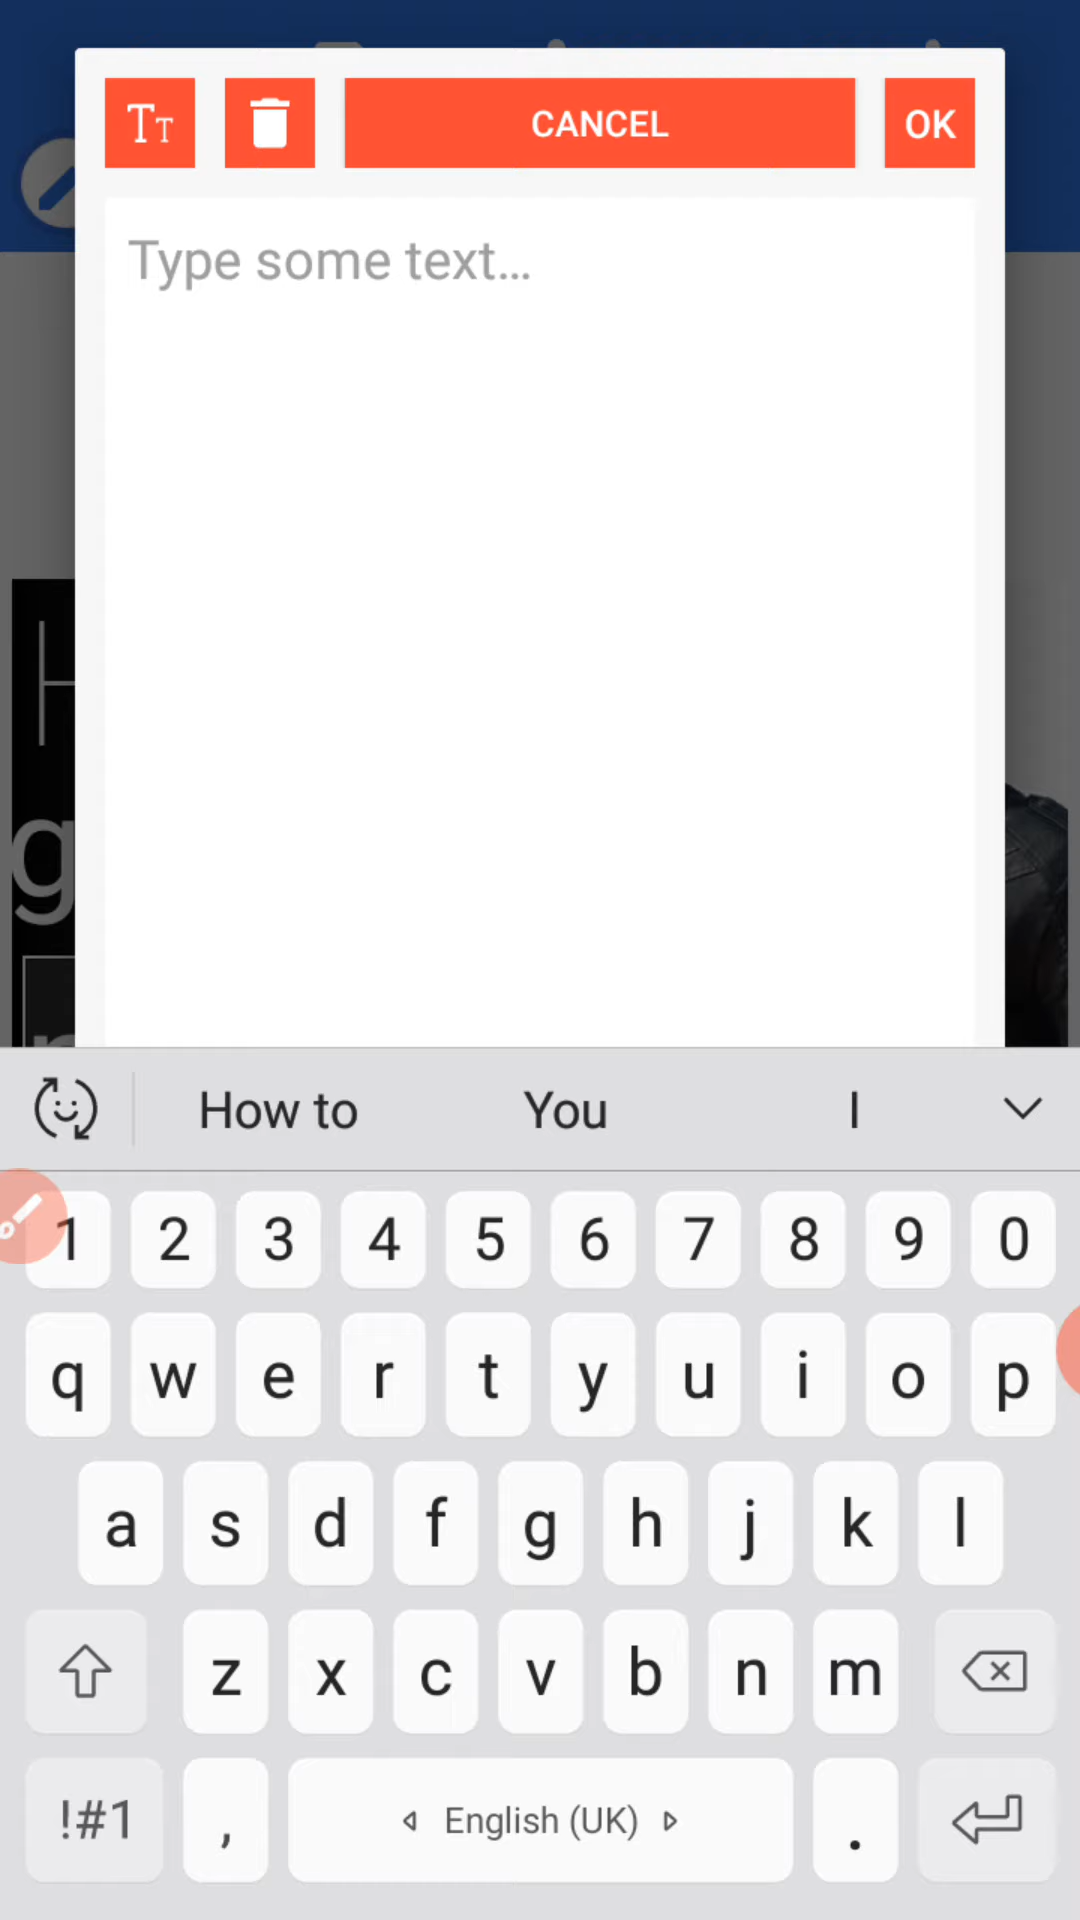 TT CANCEL OK
Type some text...
H
g
How to You I
1 2 3 4 5 6 7 8 9 0
q w e r t y u i o p
a s d f g h j k l
z x c v b n m
!#1 , English (UK) .